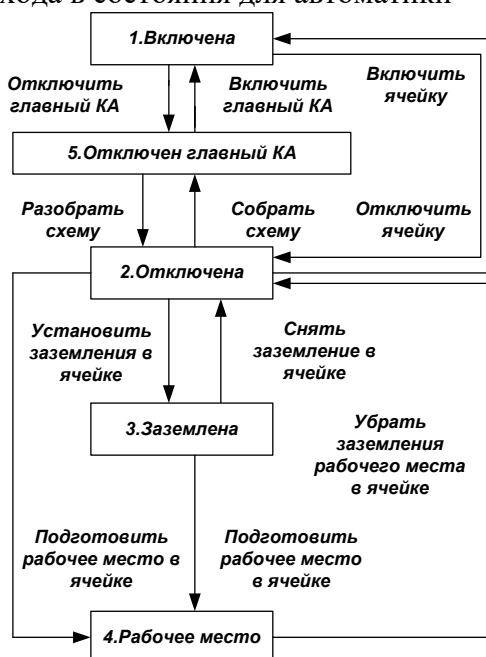 хода в состояния для автоматики
1.Включена
Отключить
главный КА
Включить
главный КА
Включить
ячейку
5.Отключен главный КА
Разобрать
схему
Собрать
схему
Отключить
ячейку
2.Отключена
Установить
заземления в
ячейке
Снять
заземление в
ячейке
3.Заземлена
Убрать
заземления
рабочего места
в ячейке
Подготовить
рабочее место в
ячейке
Подготовить
рабочее место
в ячейке
4.Рабочее место